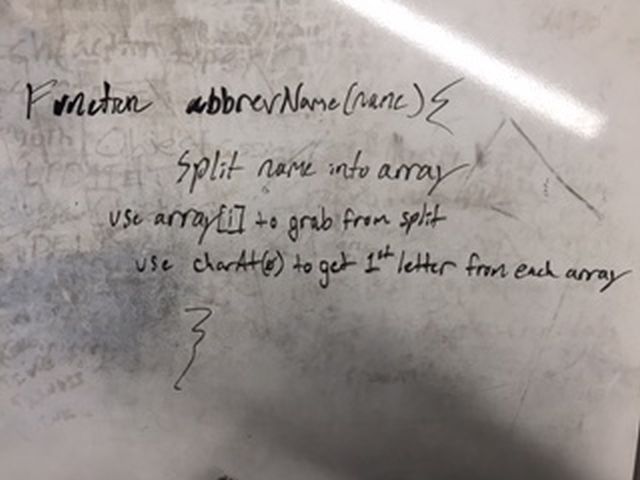 Function abbrevName(name){
Split name into array
use array[i] to grab from split
use charAt(0) to get 1st letter from each array
}